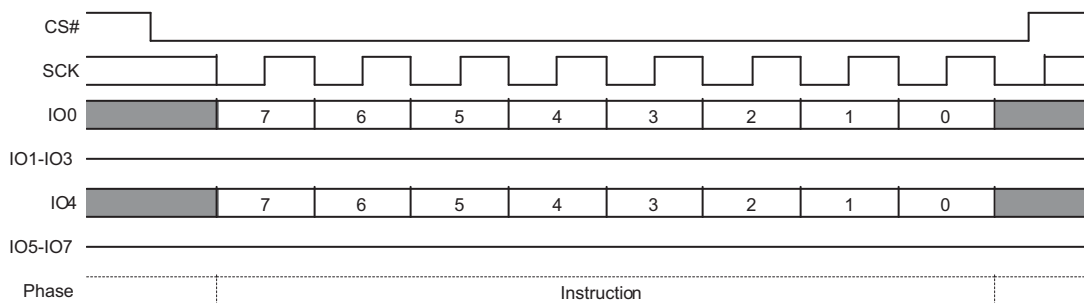 CS#
SCK
IO0 7 6 5 4 3 2 1 0
IO1-IO3
IO4 7 6 5 4 3 2 1 0
IO5-IO7
Phase Instruction